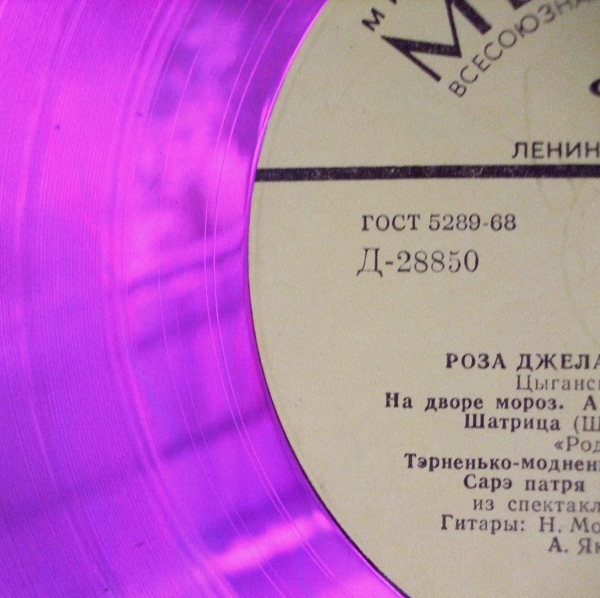 М
ВСЕСОЮЗН
ЛЕНИН
ГОСТ 5289-68
Д-28850
РОЗА ДЖЕЛА
Цыганс
На дворе мороз. А
Шатрица (Ш
«Род
Тэрненько-моднен
Сарэ патря
из спектакл
Гитары: Н. Мо
А. Як